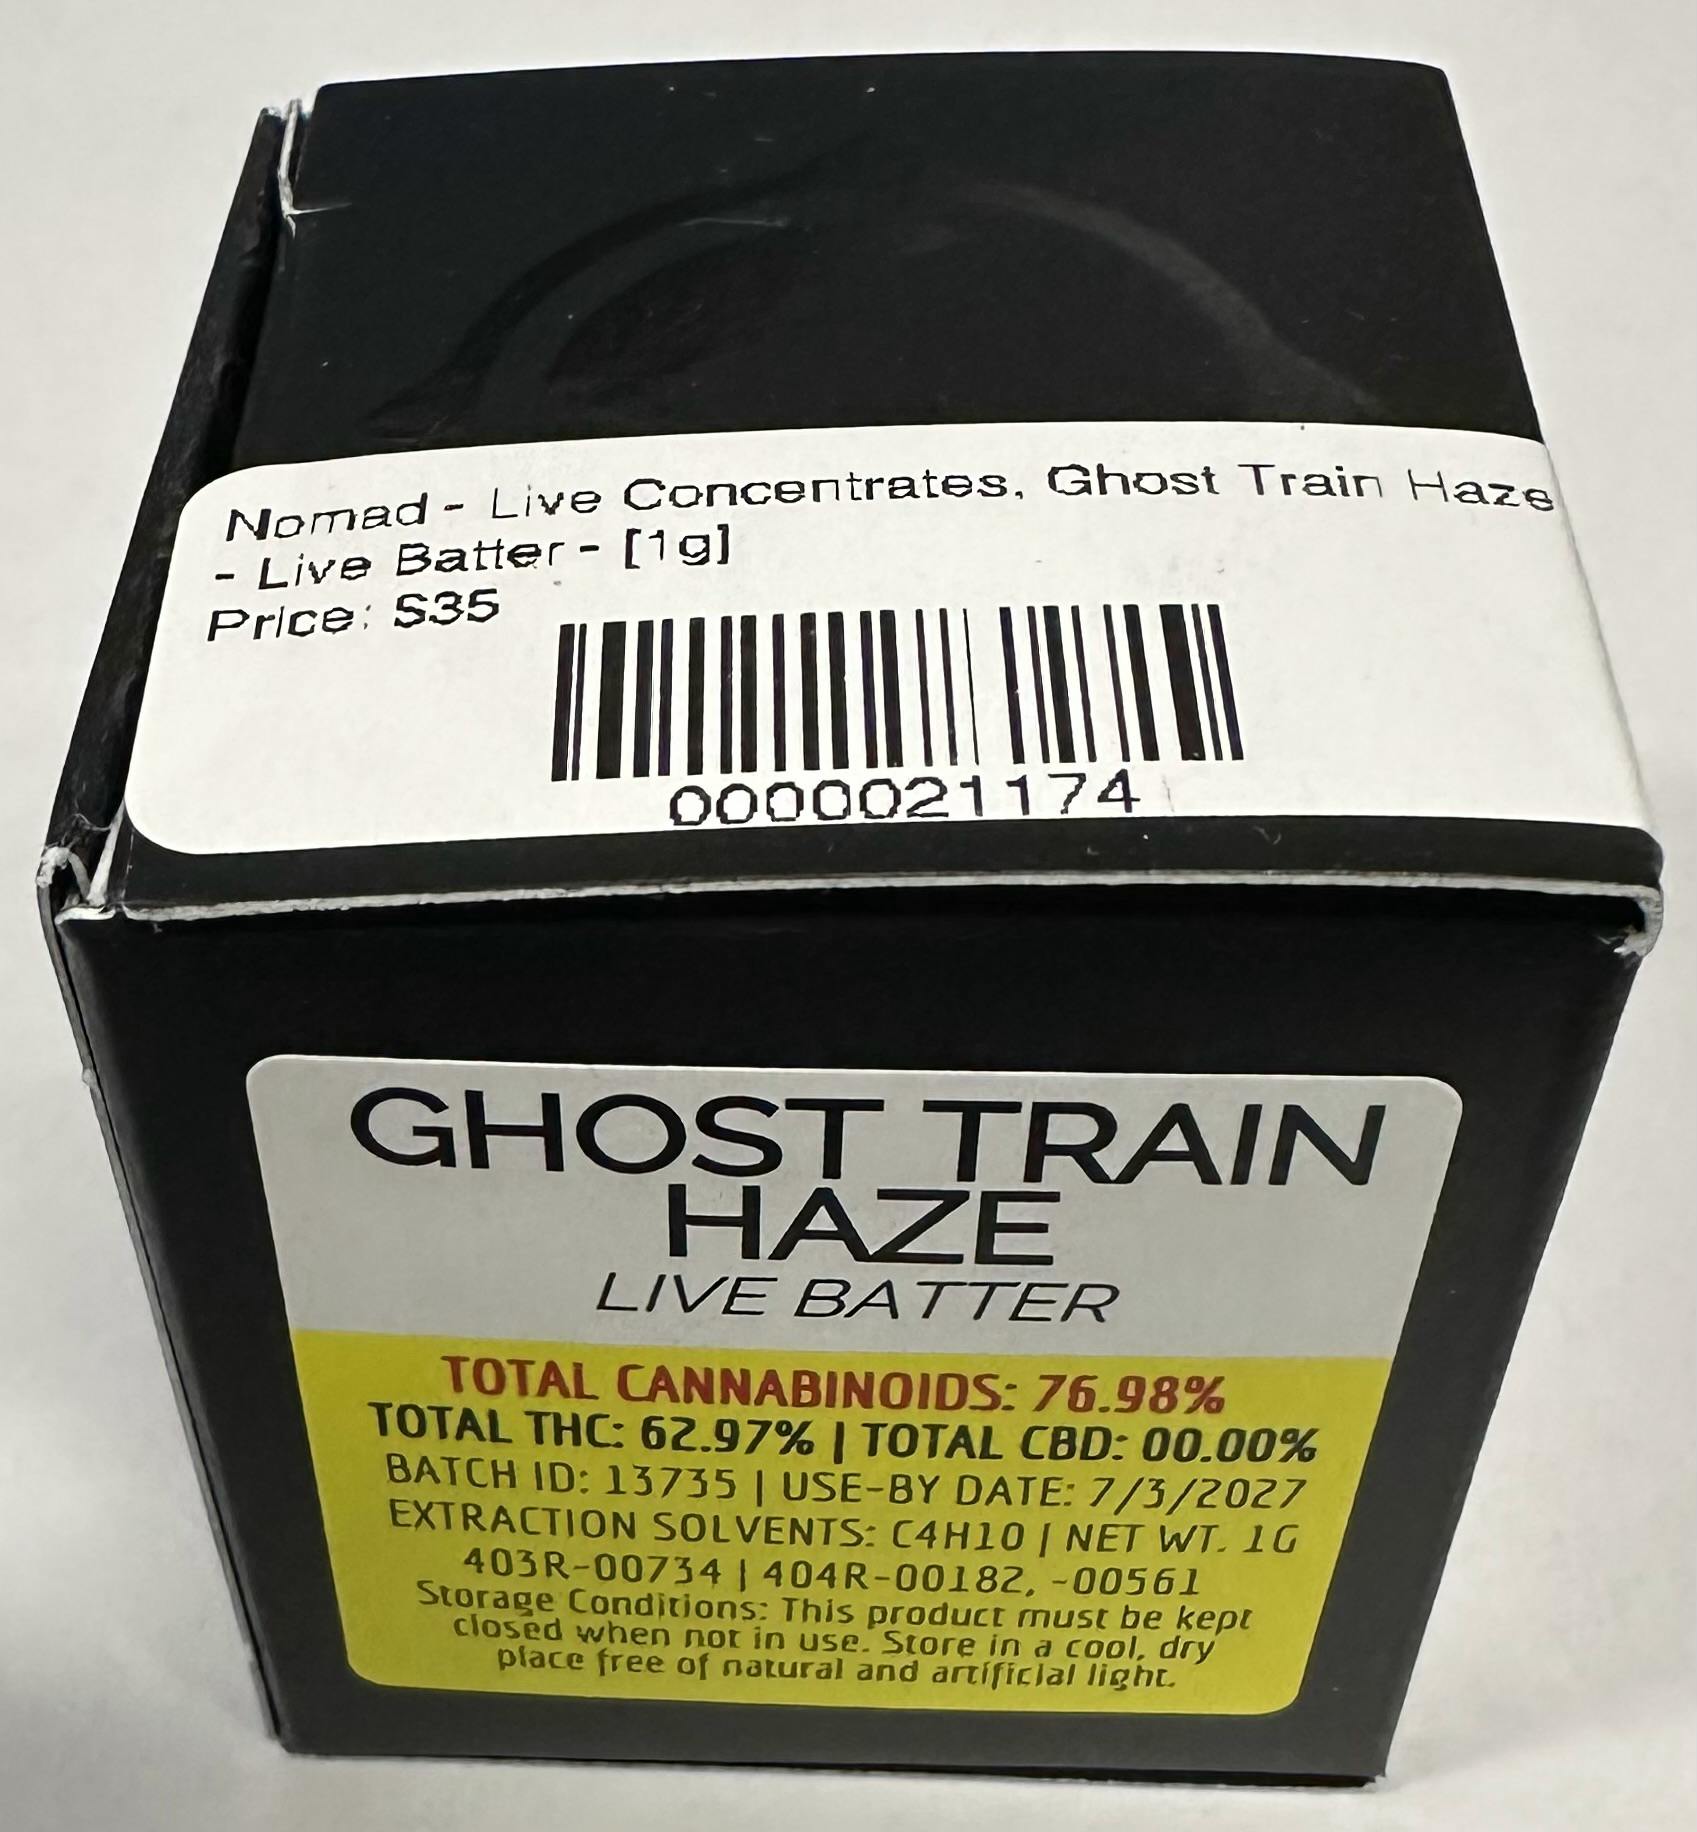 Nomad - Live Concentrates, Ghost Train Haze
- Live Batter - [1g]
Price: $35
0000021174
GHOST TRAIN
HAZE
LIVE BATTER
TOTAL CANNABINOIDS: 76.98%
TOTAL THC: 62.97% | TOTAL CBD: 00.00%
BATCH ID: 13735 | USE-BY DATE: 7/3/2027
EXTRACTION SOLVENTS: C4H10 | NET WT. 1G
403R-00734 | 404R-00182, -00561
Storage Conditions: This product must be kept
closed when not in use. Store in a cool, dry
place free of natural and artificial light.